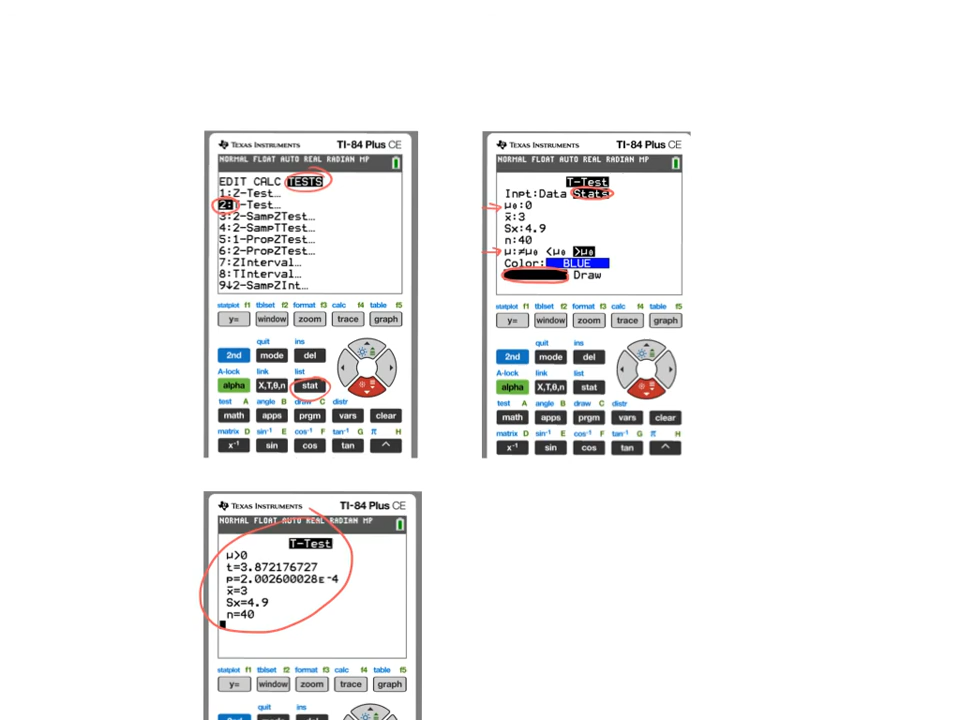 TEXAS INSTRUMENTS TI-84 Plus CE
NORMAL FLOAT AUTO REAL RADIAN MP
EDIT CALC TESTS
1:Z-Test…
2:T-Test…
3:2-SampZTest…
4:2-SampTTest…
5:1-PropZTest…
6:2-PropZTest…
7:ZInterval…
8:TInterval…
9↓2-SampZInt…
statplot f1 tblset f2 format f3 calc f4 table f5
y= window zoom trace graph
quit ins
2nd mode del
A-lock link list
alpha X,T,θ,n stat
test A angle B draw C distr
math apps prgm vars clear
matrix D sin⁻¹ E cos⁻¹ F tan⁻¹ G π H
x⁻¹ sin cos tan ^
TEXAS INSTRUMENTS TI-84 Plus CE
NORMAL FLOAT AUTO REAL RADIAN MP
T-Test
Inpt:Data Stats
μ₀:0
x̄:3
Sx:4.9
n:40
μ:≠μ₀ <μ₀ >μ₀
Color: BLUE
Draw
statplot f1 tblset f2 format f3 calc f4 table f5
y= window zoom trace graph
quit ins
2nd mode del
A-lock link list
alpha X,T,θ,n stat
test A angle B draw C distr
math apps prgm vars clear
matrix D sin⁻¹ E cos⁻¹ F tan⁻¹ G π H
x⁻¹ sin cos tan ^
TEXAS INSTRUMENTS TI-84 Plus CE
NORMAL FLOAT AUTO REAL RADIAN MP
T-Test
μ>0
t=3.872176727
p=2.002600028E-4
x̄=3
Sx=4.9
n=40
statplot f1 tblset f2 format f3 calc f4 table f5
y= window zoom trace graph
quit ins
2nd mode del